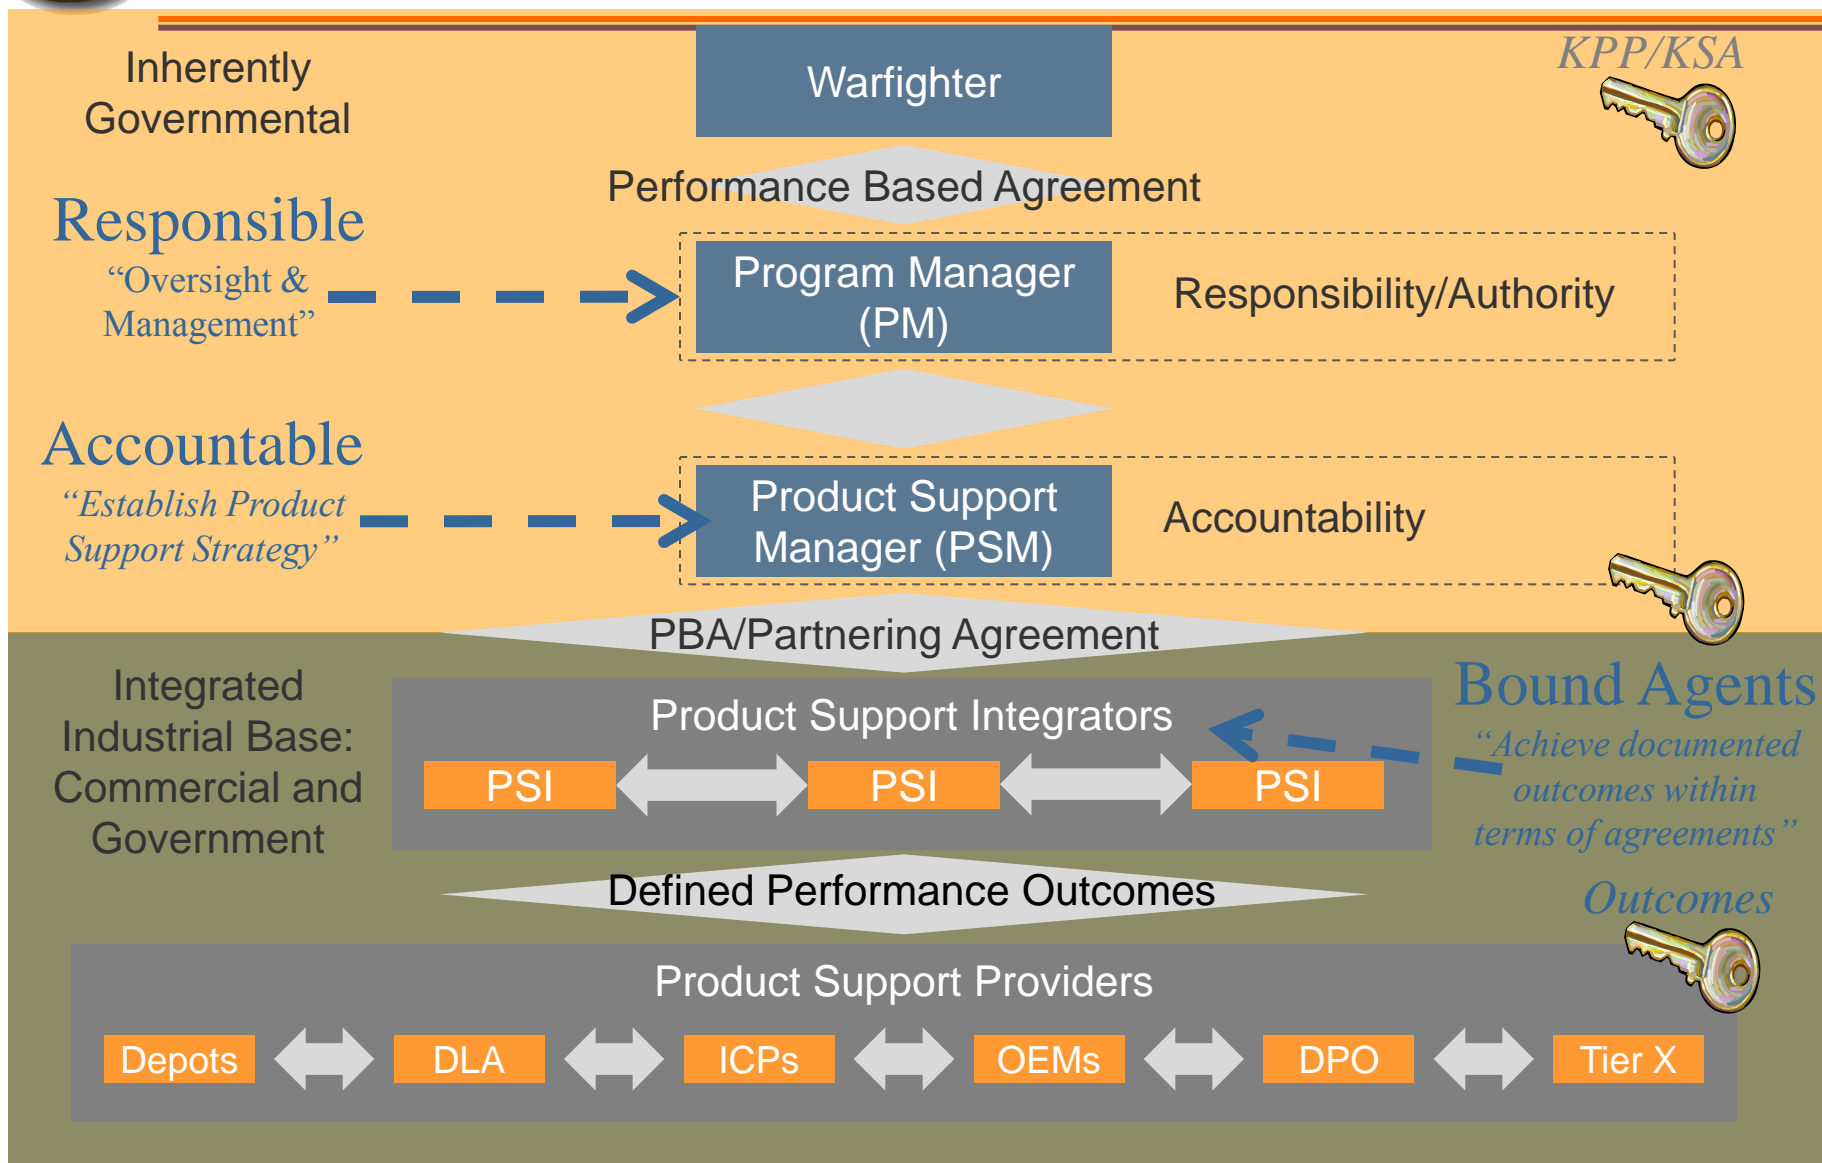 Inherently
Governmental
Warfighter
KPP/KSA
Performance Based Agreement
Responsible
“Oversight &
Management”
Program Manager
(PM)
Responsibility/Authority
Accountable
“Establish Product
Support Strategy”
Product Support
Manager (PSM)
Accountability
PBA/Partnering Agreement
Integrated
Industrial Base:
Commercial and
Government
Product Support Integrators
PSI
PSI
PSI
Bound Agents
“Achieve documented
outcomes within
terms of agreements”
Defined Performance Outcomes
Outcomes
Product Support Providers
Depots
DLA
ICPs
OEMs
DPO
Tier X